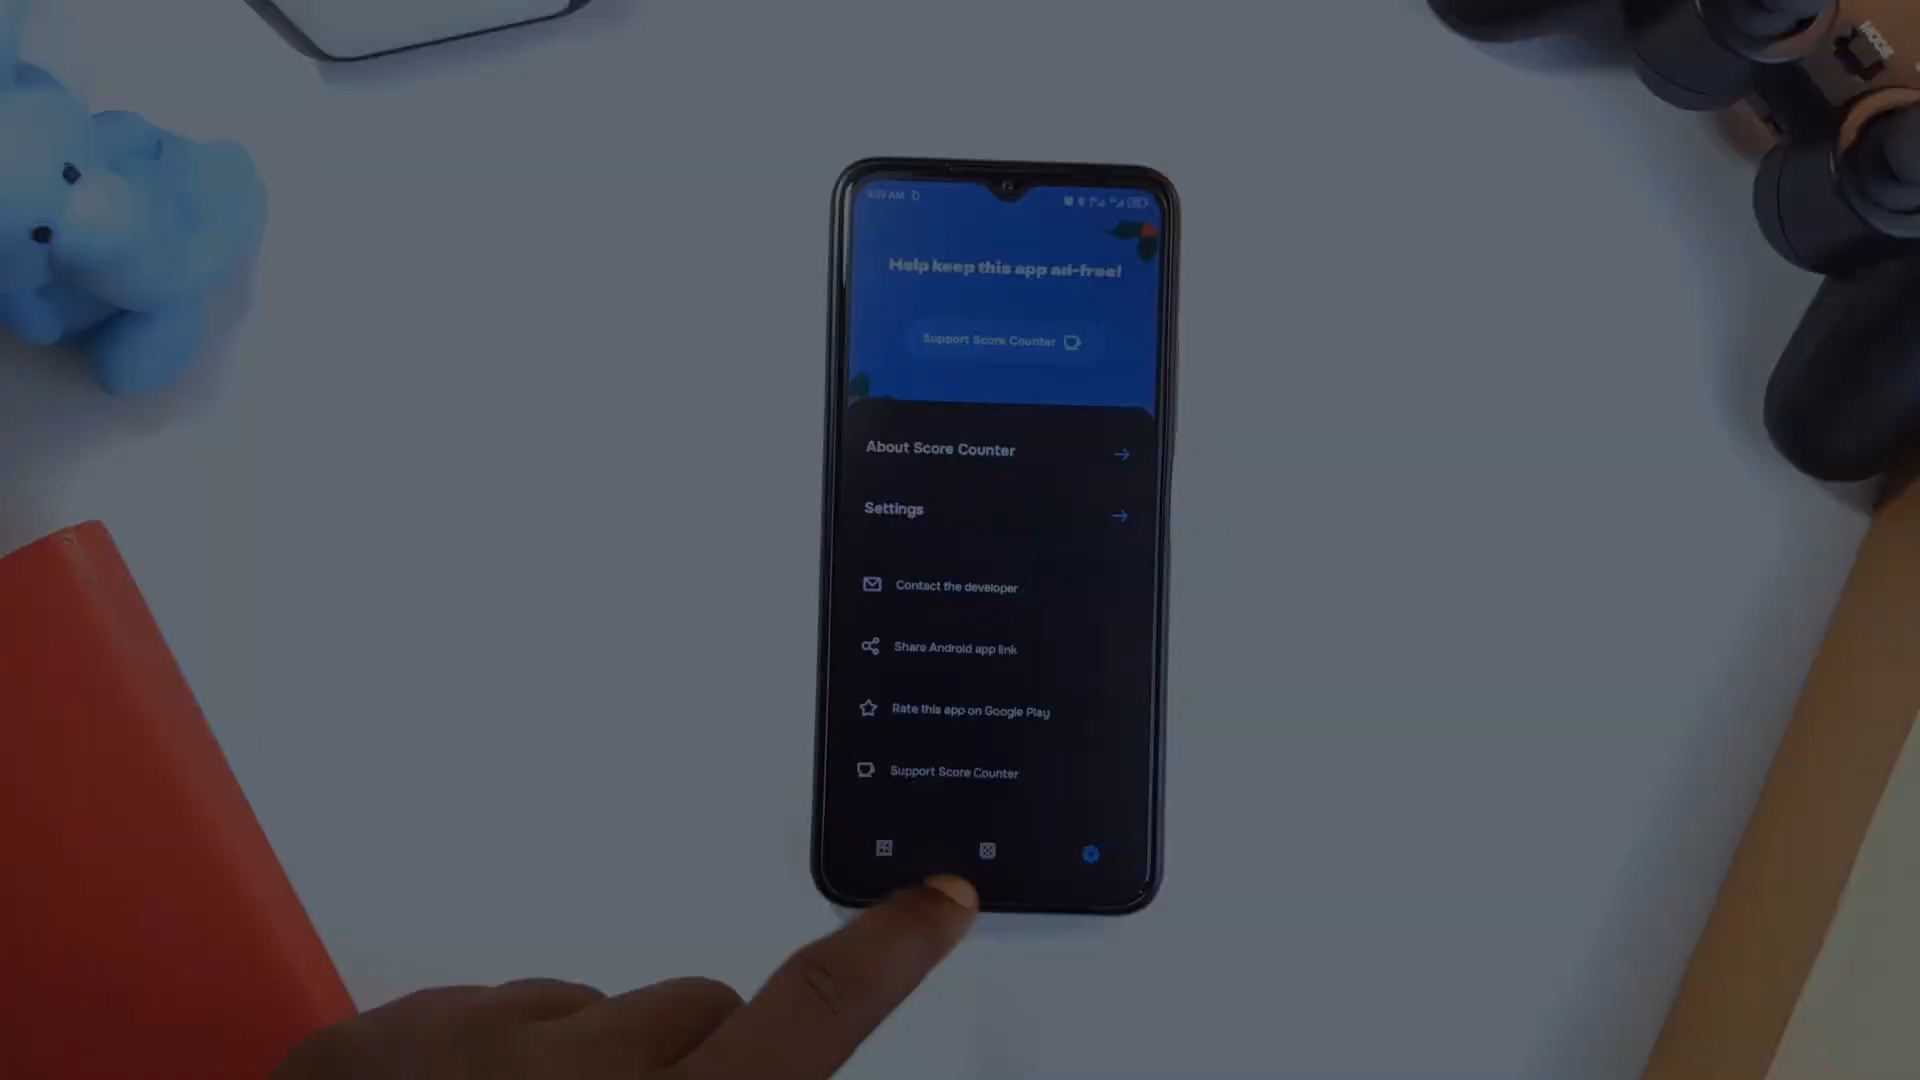 Help keep this app ad-free!
Support Score Counter
About Score Counter
Settings
Contact the developer
Share Android app link
Rate this app on Google Play
Support Score Counter